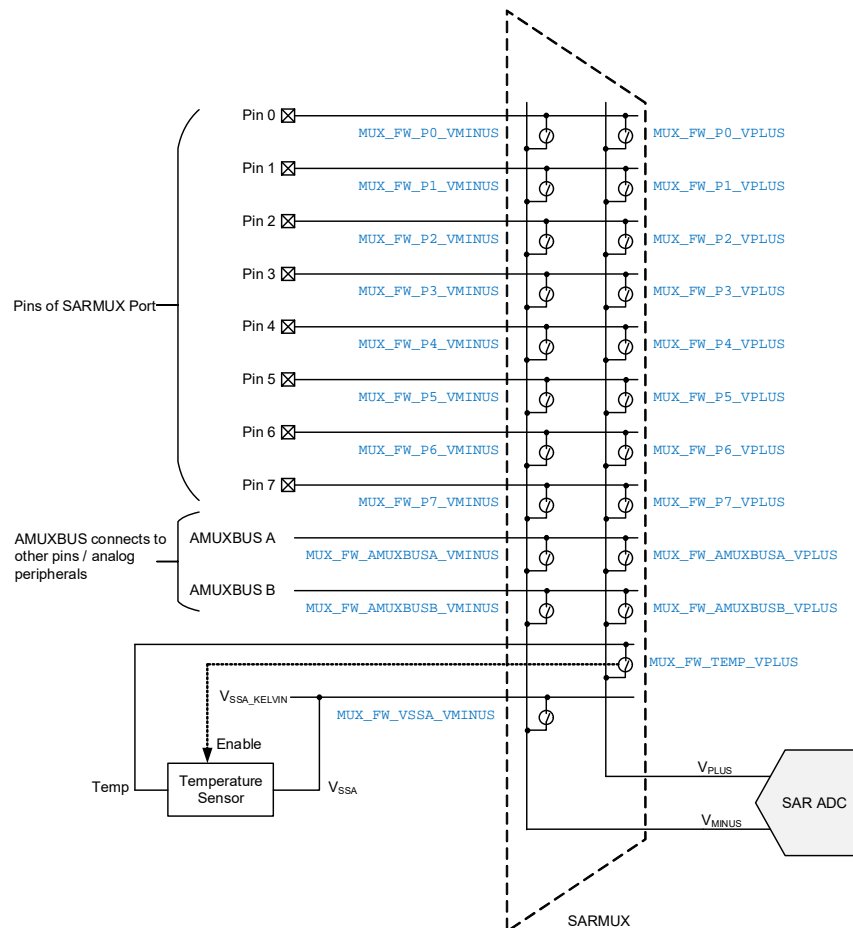 Pin 0
MUX_FW_P0_VMINUS
MUX_FW_P0_VPLUS
Pin 1
MUX_FW_P1_VMINUS
MUX_FW_P1_VPLUS
Pin 2
MUX_FW_P2_VMINUS
MUX_FW_P2_VPLUS
Pin 3
MUX_FW_P3_VMINUS
MUX_FW_P3_VPLUS
Pins of SARMUX Port
Pin 4
MUX_FW_P4_VMINUS
MUX_FW_P4_VPLUS
Pin 5
MUX_FW_P5_VMINUS
MUX_FW_P5_VPLUS
Pin 6
MUX_FW_P6_VMINUS
MUX_FW_P6_VPLUS
Pin 7
MUX_FW_P7_VMINUS
MUX_FW_P7_VPLUS
AMUXBUS connects to
other pins / analog
peripherals
AMUXBUS A
MUX_FW_AMUXBUSA_VMINUS
MUX_FW_AMUXBUSA_VPLUS
AMUXBUS B
MUX_FW_AMUXBUSB_VMINUS
MUX_FW_AMUXBUSB_VPLUS
MUX_FW_TEMP_VPLUS
VSSA_KELVIN
MUX_FW_VSSA_VMINUS
Enable
Temp
Temperature
Sensor
VSSA
VPLUS
SAR ADC
VMINUS
SARMUX